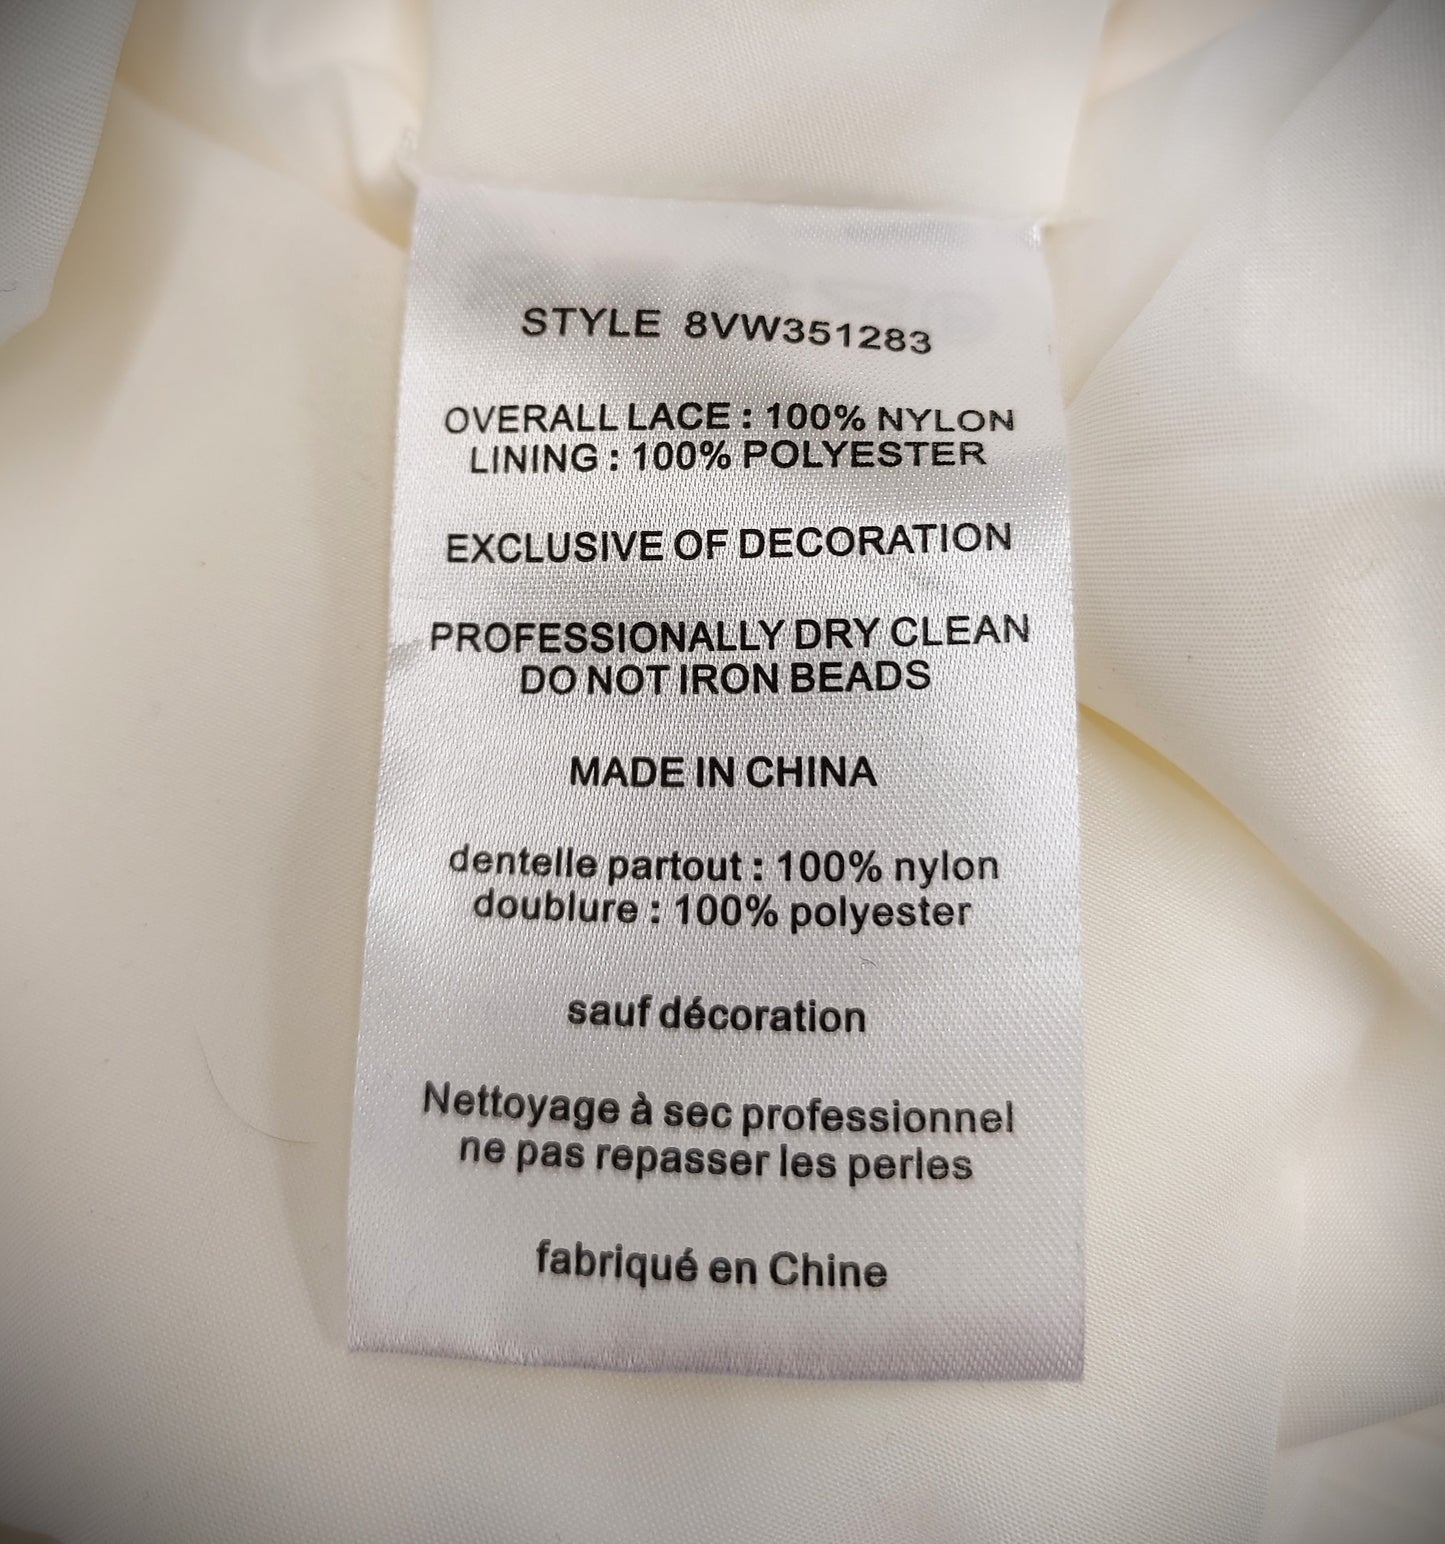 STYLE 8VW351283
OVERALL LACE : 100% NYLON
LINING : 100% POLYESTER
EXCLUSIVE OF DECORATION
PROFESSIONALLY DRY CLEAN
DO NOT IRON BEADS
MADE IN CHINA
dentelle partout : 100% nylon
doublure : 100% polyester
sauf décoration
Nettoyage à sec professionnel
ne pas repasser les perles
fabriqué en Chine